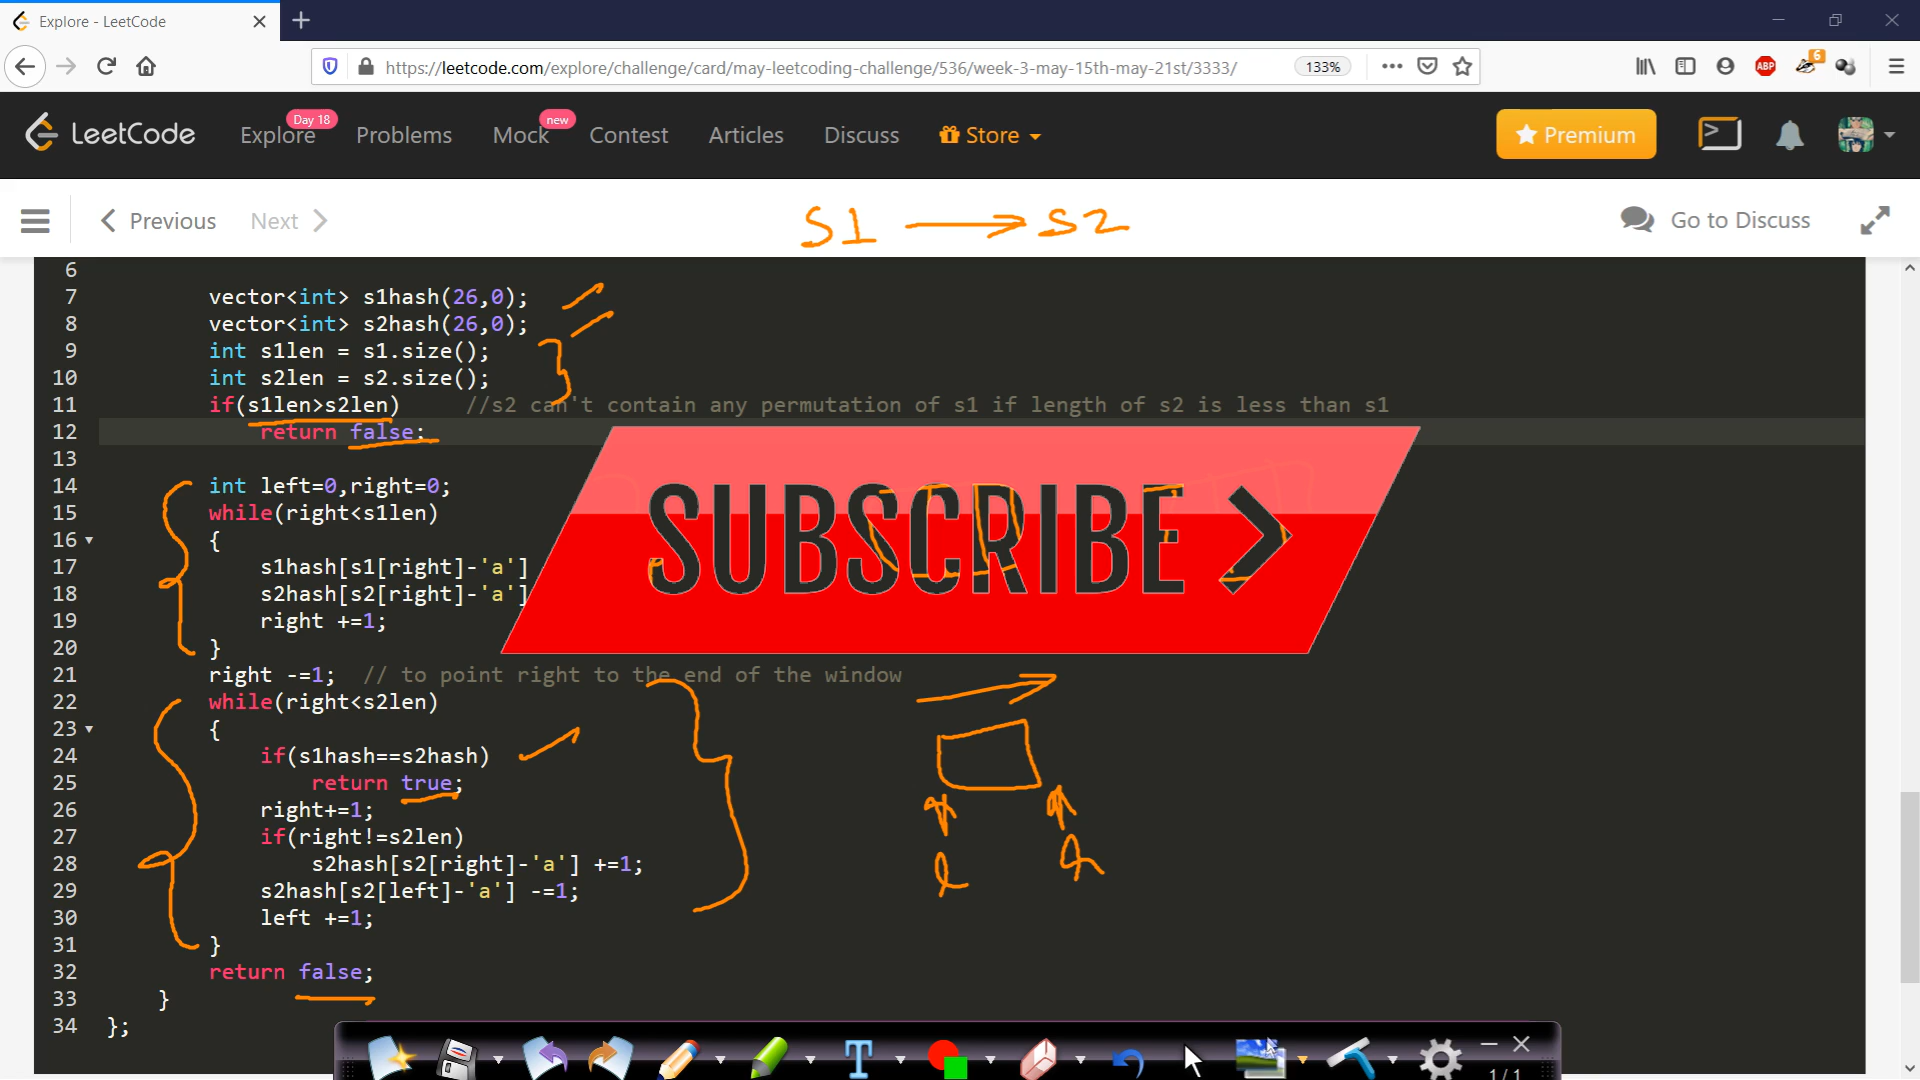 Explore - LeetCode
https://leetcode.com/explore/challenge/card/may-leetcoding-challenge/536/week-3-may-15th-may-21st/3333/
133%
ABP
6
LeetCode
Explore
Day 18
Problems
Mock
new
Contest
Articles
Discuss
Store
Premium
Previous
Next
S1 → S2
Go to Discuss
6
7 vector<int> s1hash(26,0);
8 vector<int> s2hash(26,0);
9 int s1len = s1.size();
10 int s2len = s2.size();
11 if(s1len>s2len) //s2 can't contain any permutation of s1 if length of s2 is less than s1
12 return false;
13
14 int left=0,right=0;
15 while(right<s1len)
16 {
17 s1hash[s1[right]-'a']
18 s2hash[s2[right]-'a']
19 right +=1;
20 }
21 right -=1; // to point right to the end of the window
22 while(right<s2len)
23 {
24 if(s1hash==s2hash)
25 return true;
26 right+=1;
27 if(right!=s2len)
28 s2hash[s2[right]-'a'] +=1;
29 s2hash[s2[left]-'a'] -=1;
30 left +=1;
31 }
32 return false;
33 }
34 };
SUBSCRIBE
l
r
T
1/1